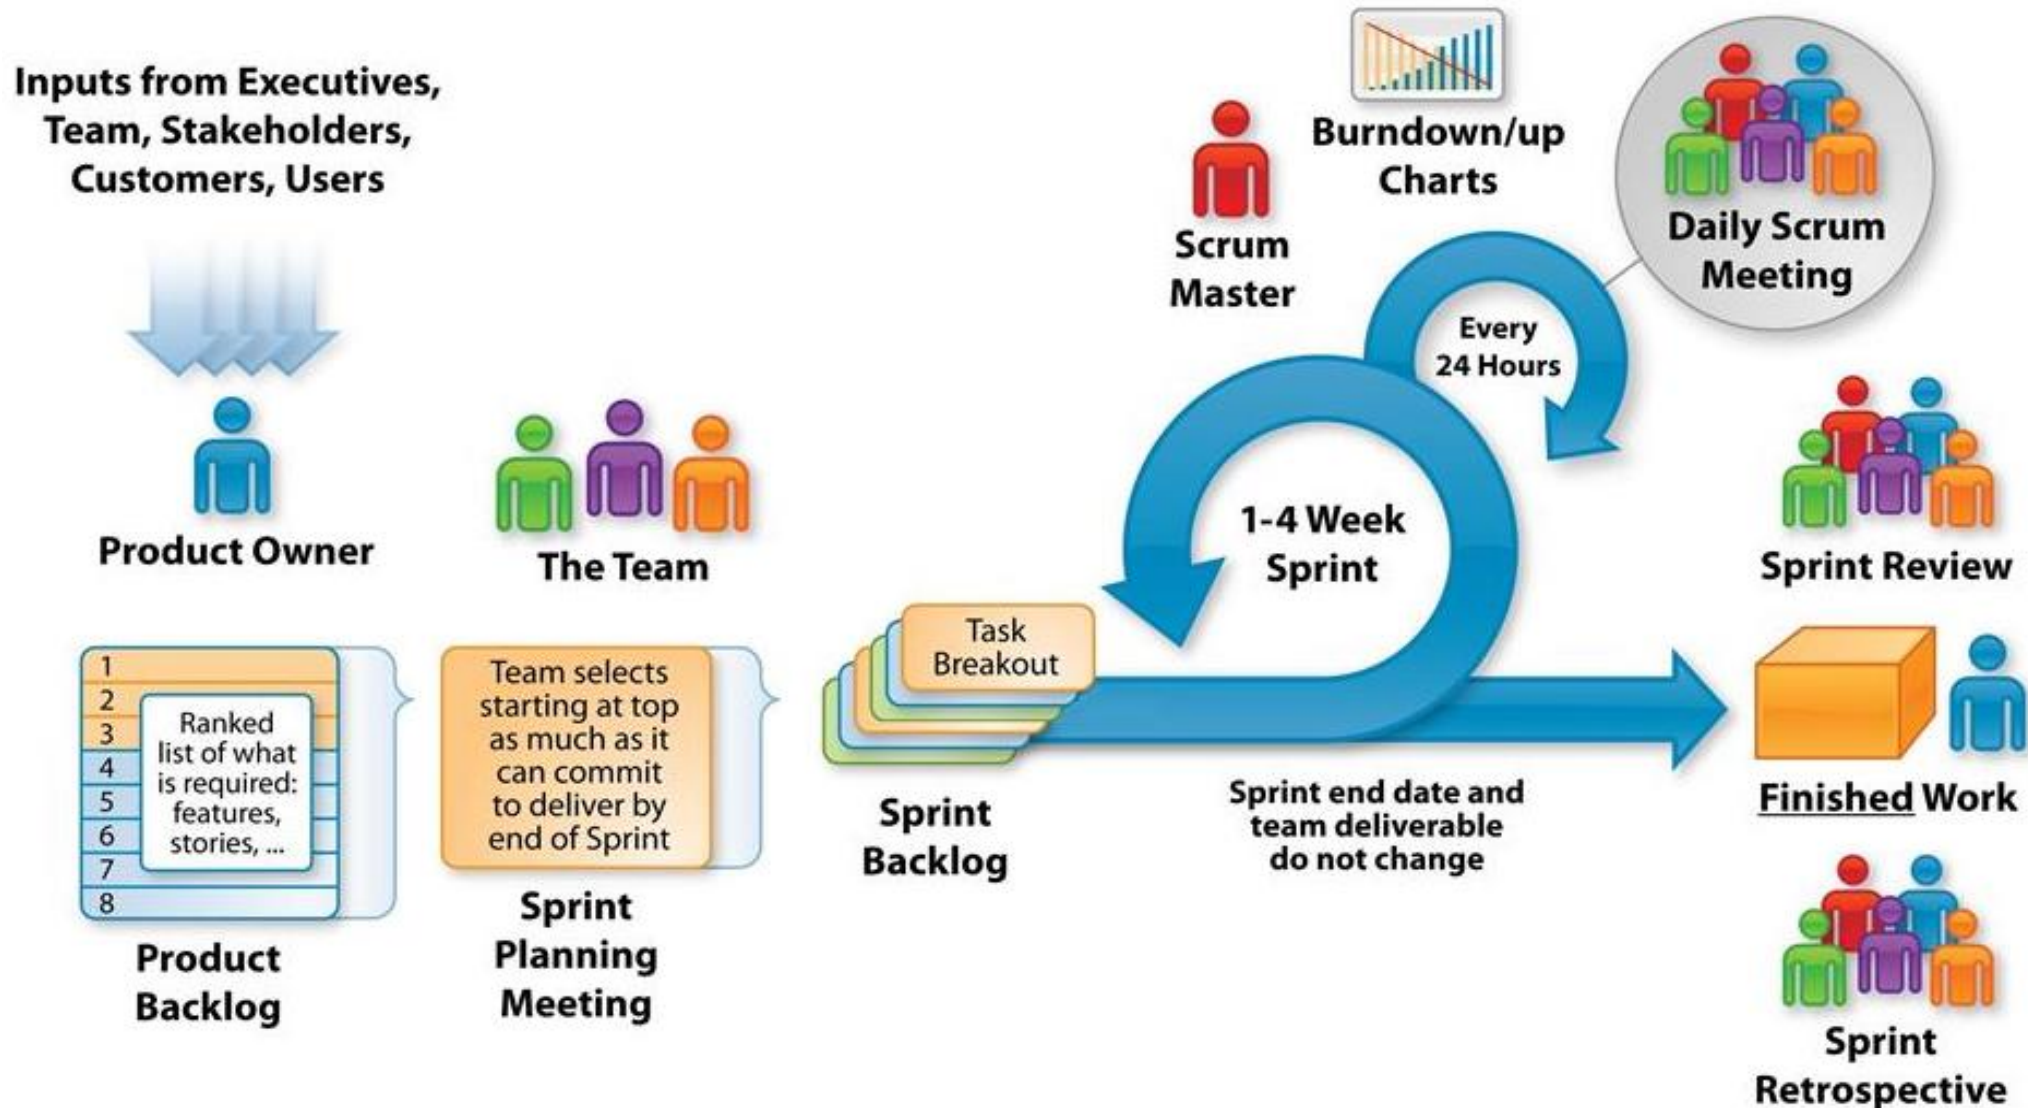 Inputs from Executives,
Team, Stakeholders,
Customers, Users
Product Owner
The Team
1
2
3
4
5
6
7
8
Ranked
list of what
is required:
features,
stories, ...
Product
Backlog
Team selects
starting at top
as much as it
can commit
to deliver by
end of Sprint
Sprint
Planning
Meeting
Task
Breakout
Sprint
Backlog
Scrum
Master
Burndown/up
Charts
Daily Scrum
Meeting
Every
24 Hours
1-4 Week
Sprint
Sprint end date and
team deliverable
do not change
Sprint Review
Finished Work
Sprint
Retrospective